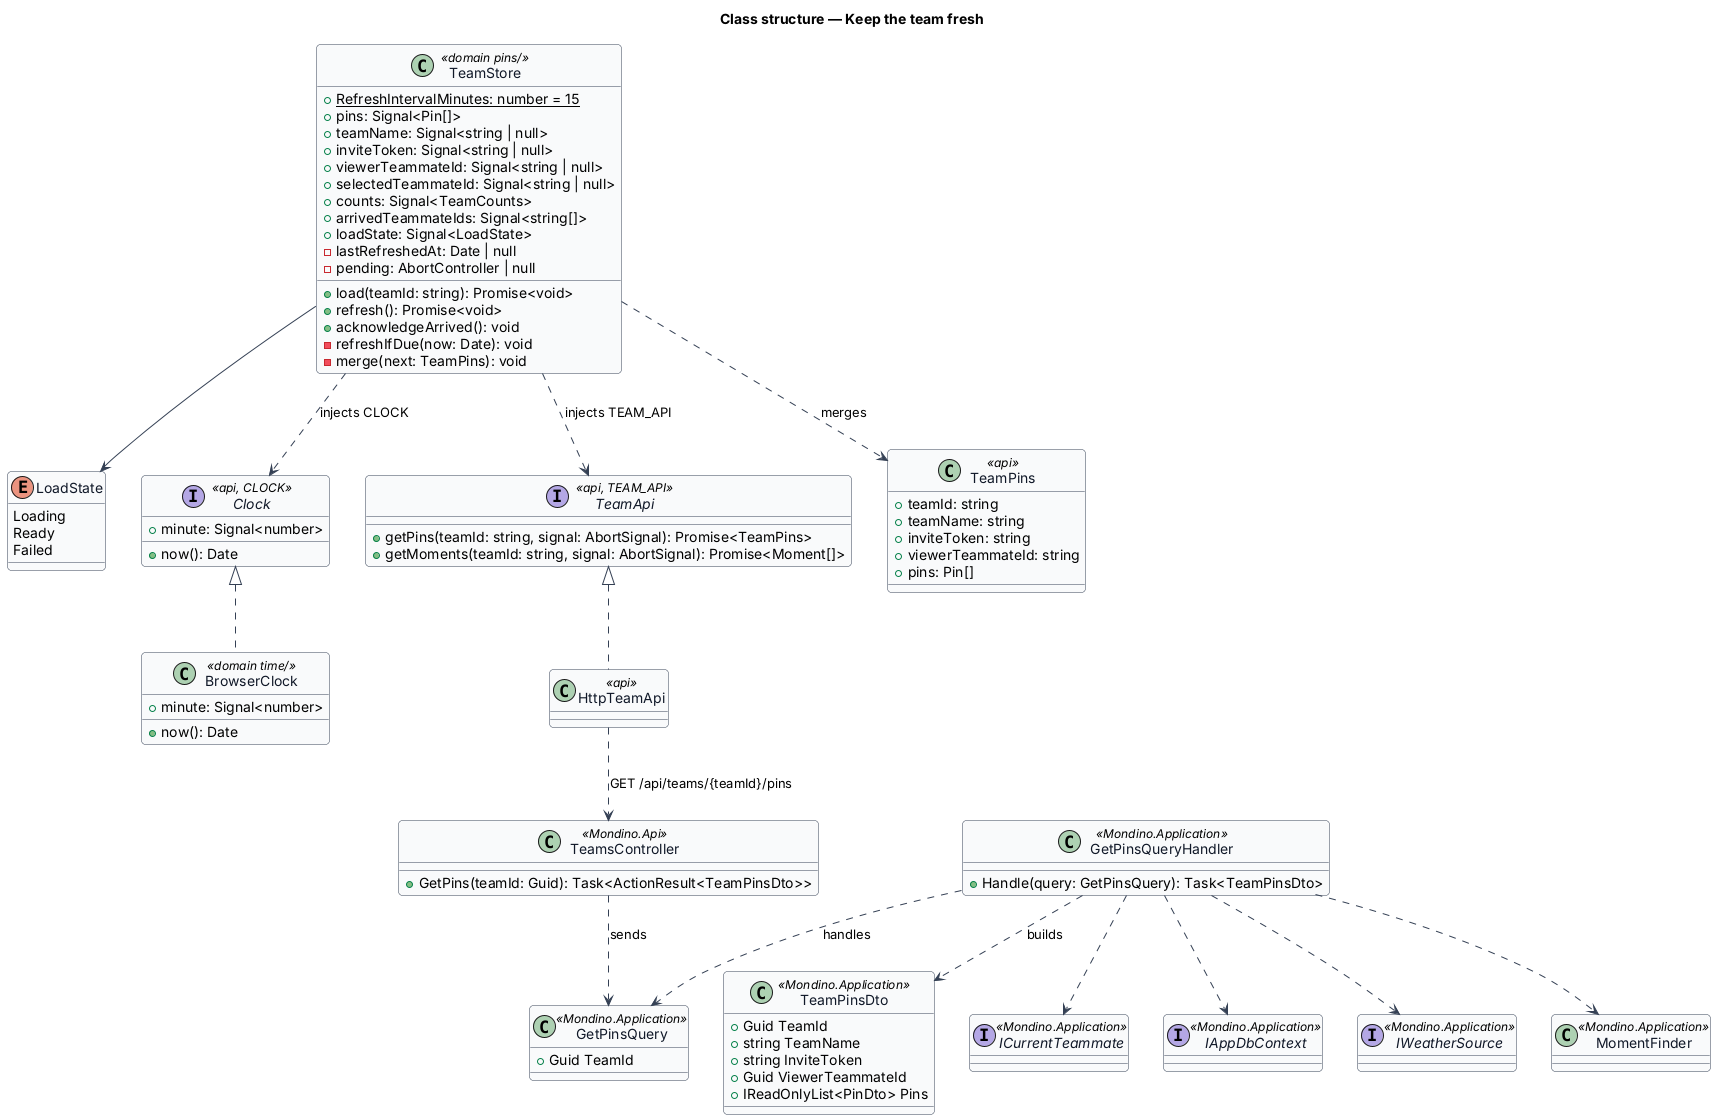 Class structure — Keep the team fresh
C
«domain pins/»
TeamStore
RefreshIntervalMinutes: number = 15
pins: Signal<Pin[]>
teamName: Signal<string | null>
inviteToken: Signal<string | null>
viewerTeammateId: Signal<string | null>
selectedTeammateId: Signal<string | null>
counts: Signal<TeamCounts>
arrivedTeammateIds: Signal<string[]>
loadState: Signal<LoadState>
lastRefreshedAt: Date | null
pending: AbortController | null
load(teamId: string): Promise<void>
refresh(): Promise<void>
acknowledgeArrived(): void
refreshIfDue(now: Date): void
merge(next: TeamPins): void
injects CLOCK
injects TEAM_API
merges
E
LoadState
Loading
Ready
Failed
I
«api, CLOCK»
Clock
minute: Signal<number>
now(): Date
I
«api, TEAM_API»
TeamApi
getPins(teamId: string, signal: AbortSignal): Promise<TeamPins>
getMoments(teamId: string, signal: AbortSignal): Promise<Moment[]>
C
«api»
TeamPins
teamId: string
teamName: string
inviteToken: string
viewerTeammateId: string
pins: Pin[]
C
«domain time/»
BrowserClock
minute: Signal<number>
now(): Date
C
«api»
HttpTeamApi
GET /api/teams/{teamId}/pins
C
«Mondino.Api»
TeamsController
GetPins(teamId: Guid): Task<ActionResult<TeamPinsDto>>
C
«Mondino.Application»
GetPinsQueryHandler
Handle(query: GetPinsQuery): Task<TeamPinsDto>
sends
handles
builds
C
«Mondino.Application»
GetPinsQuery
Guid TeamId
C
«Mondino.Application»
TeamPinsDto
Guid TeamId
string TeamName
string InviteToken
Guid ViewerTeammateId
IReadOnlyList<PinDto> Pins
I
«Mondino.Application»
ICurrentTeammate
I
«Mondino.Application»
IAppDbContext
I
«Mondino.Application»
IWeatherSource
C
«Mondino.Application»
MomentFinder